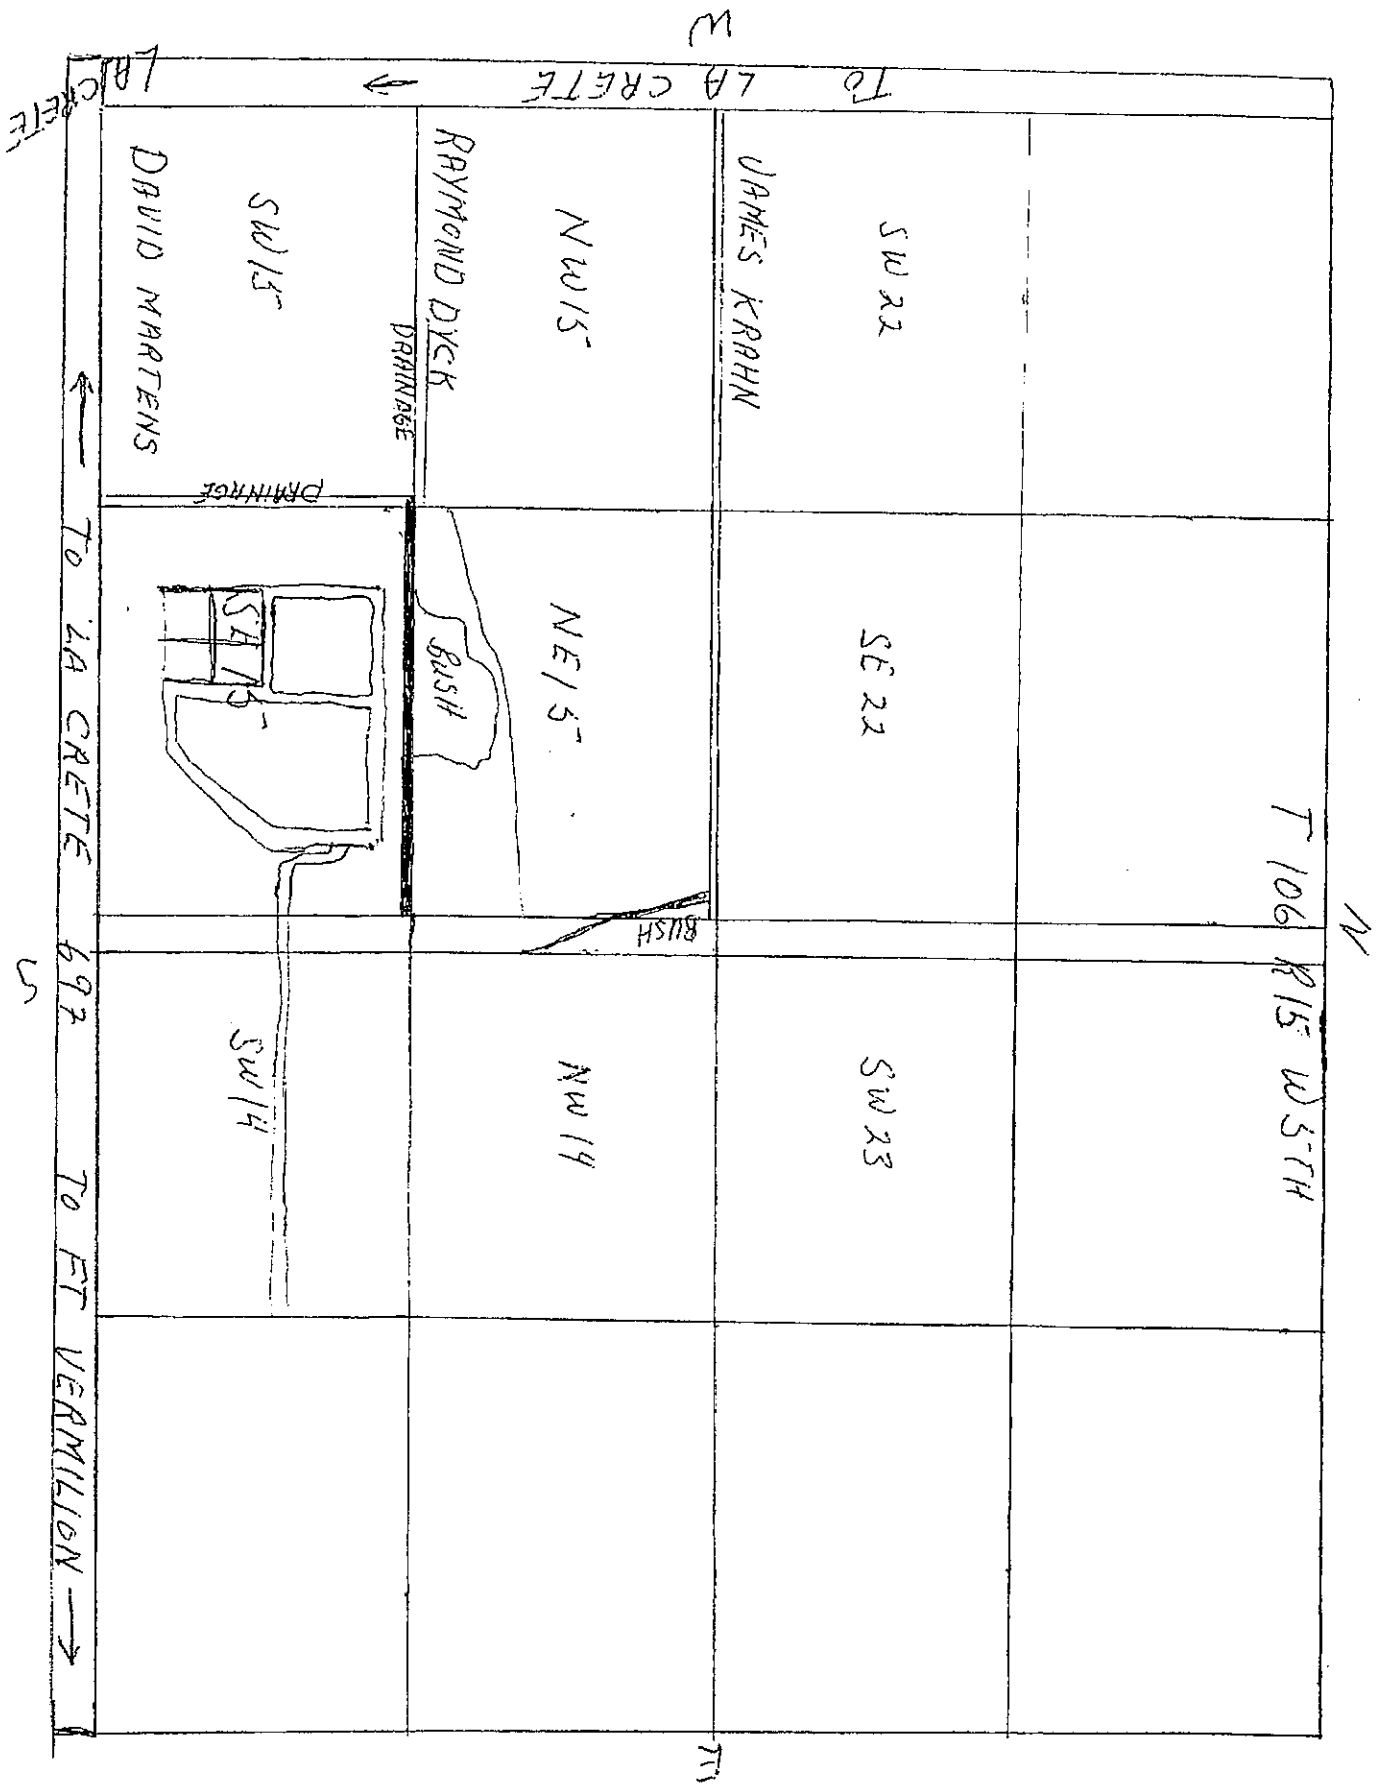 N
T 106 R 15 W 5TH
W
TO LA CRETE
SW 22
SE 22
SW 23
JAMES KRAHN
NW 15
NE 15
NW 14
BUSH
BUSH
RAYMOND DYCK
DRAINAGE
DRAINAGE
SW 15
SE 15
SW 14
DAVID MARTENS
LA CRETE
TO LA CRETE 697 TO FT VERMILION
S
E